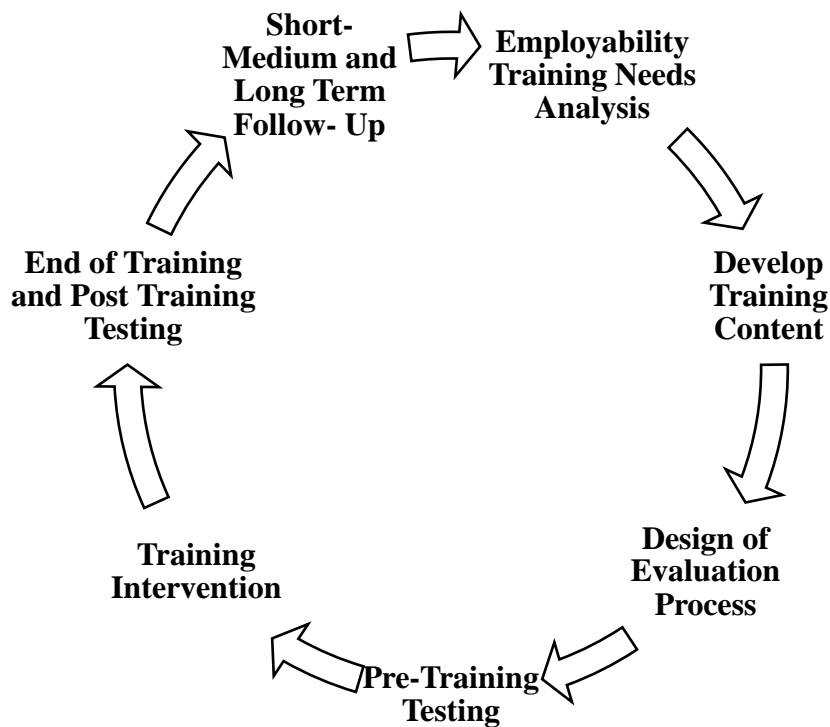 Short-
Medium and
Long Term
Follow- Up
Employability
Training Needs
Analysis
Develop
Training
Content
Design of
Evaluation
Process
Pre-Training
Testing
Training
Intervention
End of Training
and Post Training
Testing